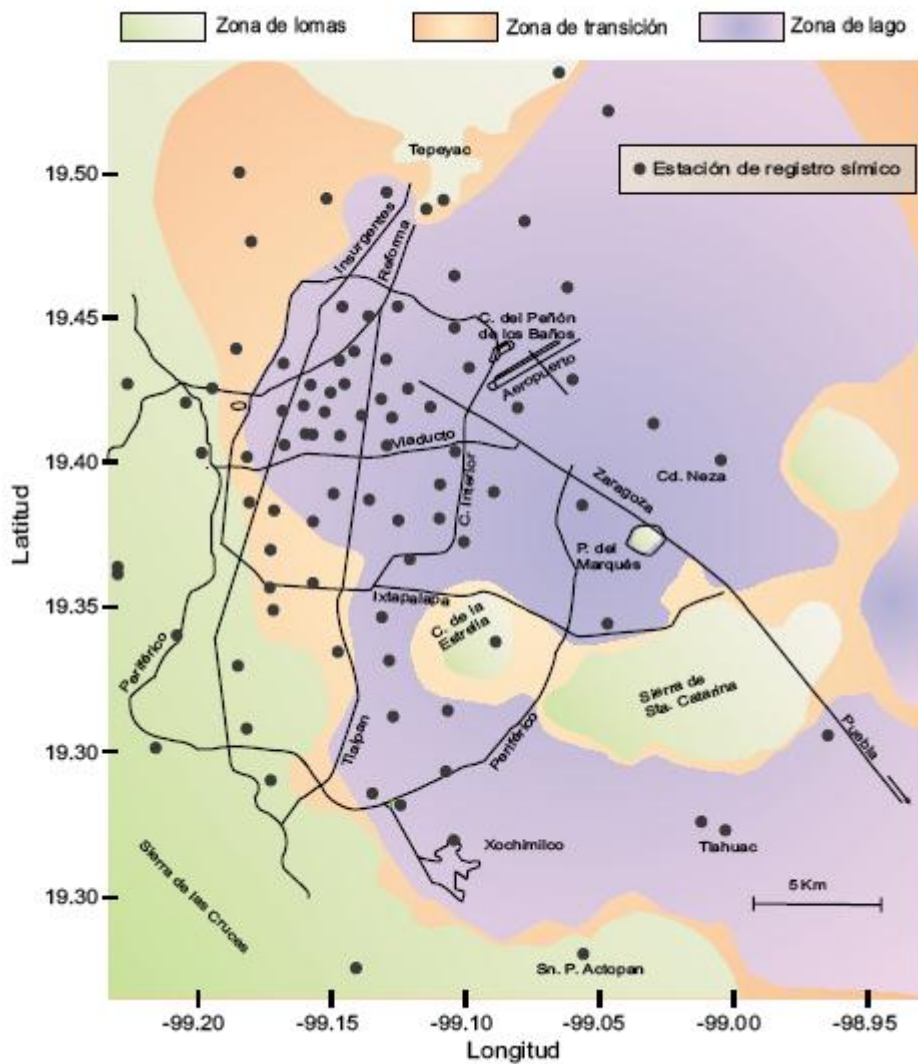 Zona de lomas
Zona de transición
Zona de lago
Tepeyac
Estación de registro símico
Insurgentes
Reforma
C. del Peñón
de los Baños
Aeropuerto
Viaducto
C. Interior
Zaragoza
Cd. Neza
P. del
Marqués
Ixtapalapa
C. de la
Estrella
Periférico
Sierra de
Sta. Catarina
Tlalpan
Periférico
Puebla
Xochimilco
Tlahuac
Sierra de las Cruces
5 Km
Sn. P. Actopan
Latitud
19.50
19.45
19.40
19.35
19.30
19.30
-99.20
-99.15
-99.10
-99.05
-99.00
-98.95
Longitud